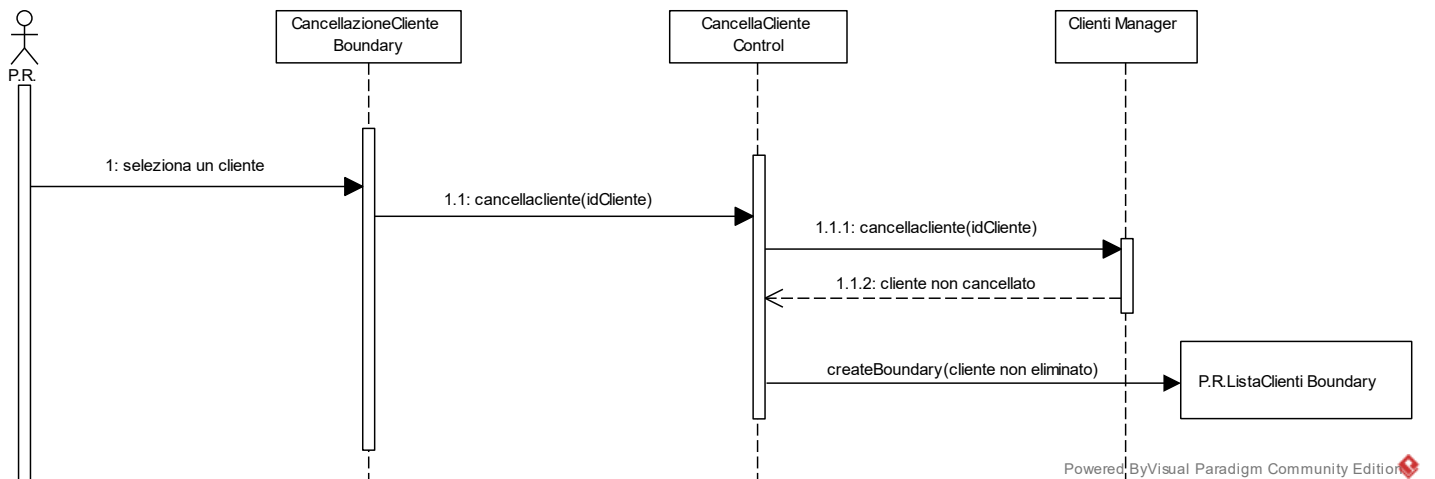 CancellazioneCliente
Boundary
CancellaCliente
Control
Clienti Manager
P.R.
1: seleziona un cliente
1.1: cancellacliente(idCliente)
1.1.1: cancellacliente(idCliente)
1.1.2: cliente non cancellato
createBoundary(cliente non eliminato)
P.R.ListaClienti Boundary
Powered ByVisual Paradigm Community Edition